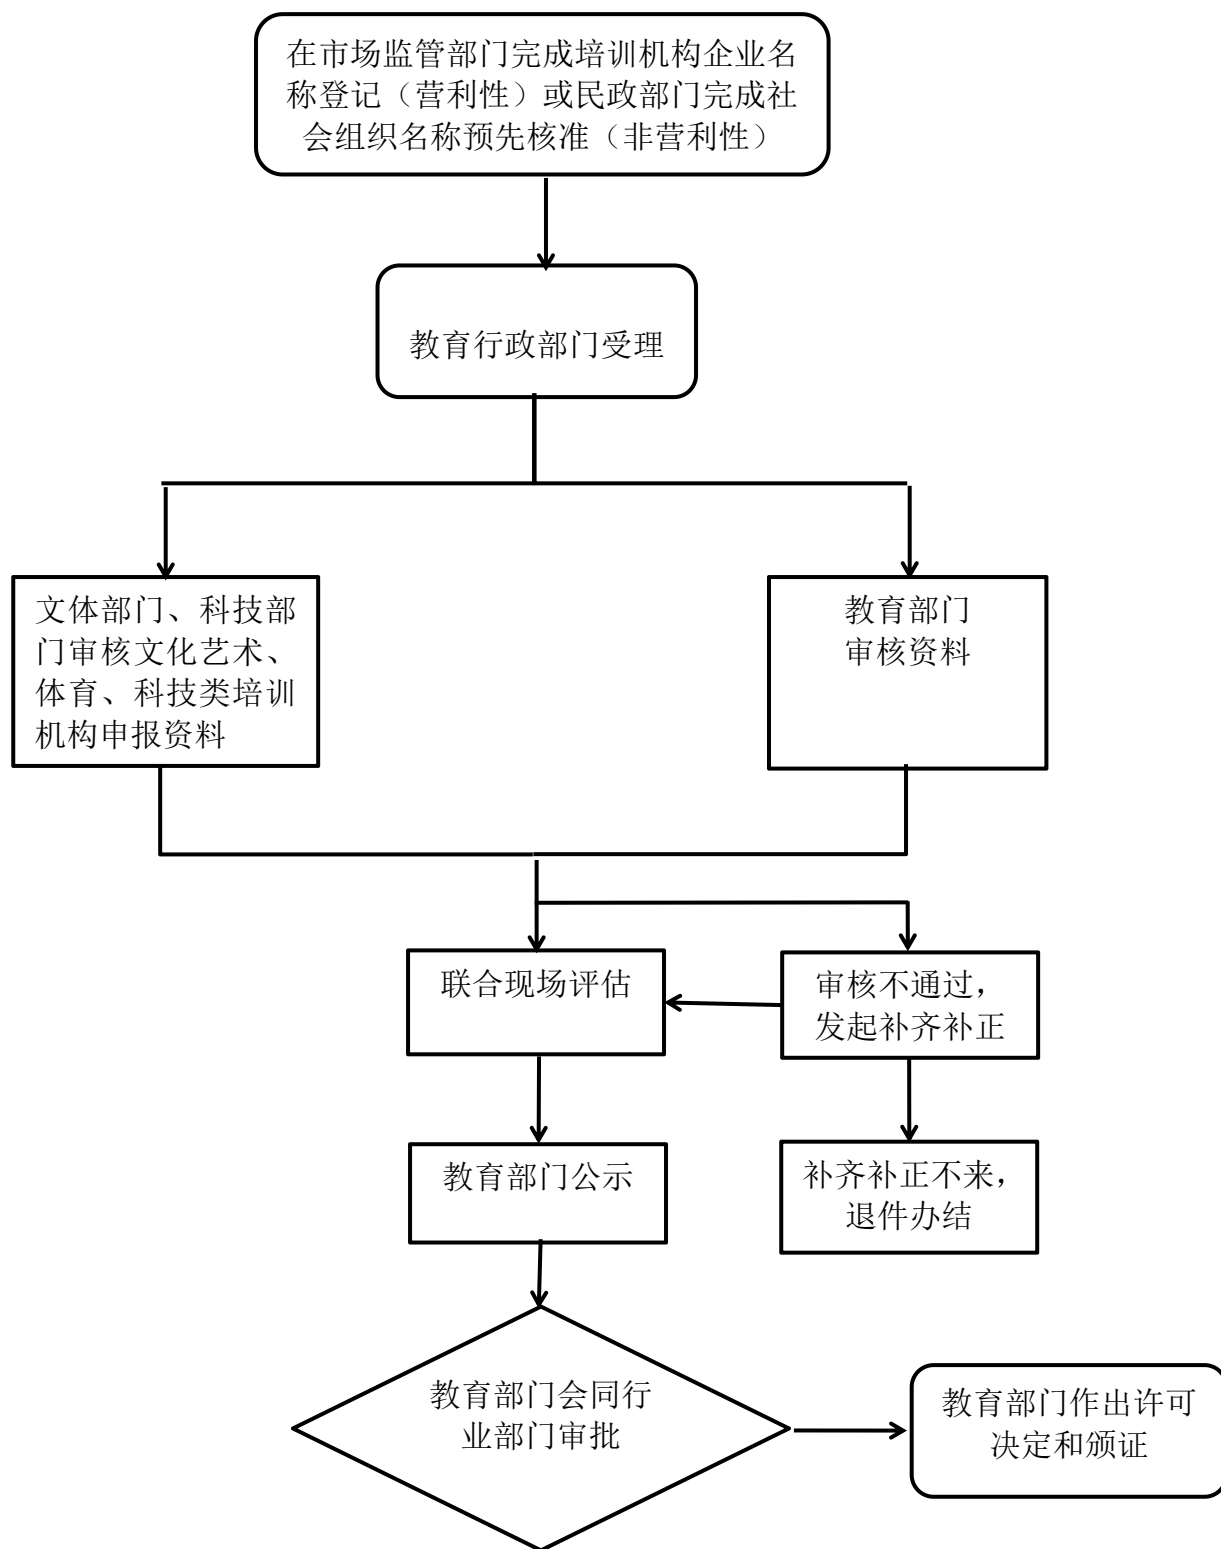 在市场监管部门完成培训机构企业名
称登记（营利性）或民政部门完成社
会组织名称预先核准（非营利性）
教育行政部门受理
文体部门、科技部
门审核文化艺术、
体育、科技类培训
机构申报资料
教育部门
审核资料
联合现场评估
审核不通过，
发起补齐补正
教育部门公示
补齐补正不来，
退件办结
教育部门会同行
业部门审批
教育部门作出许可
决定和颁证